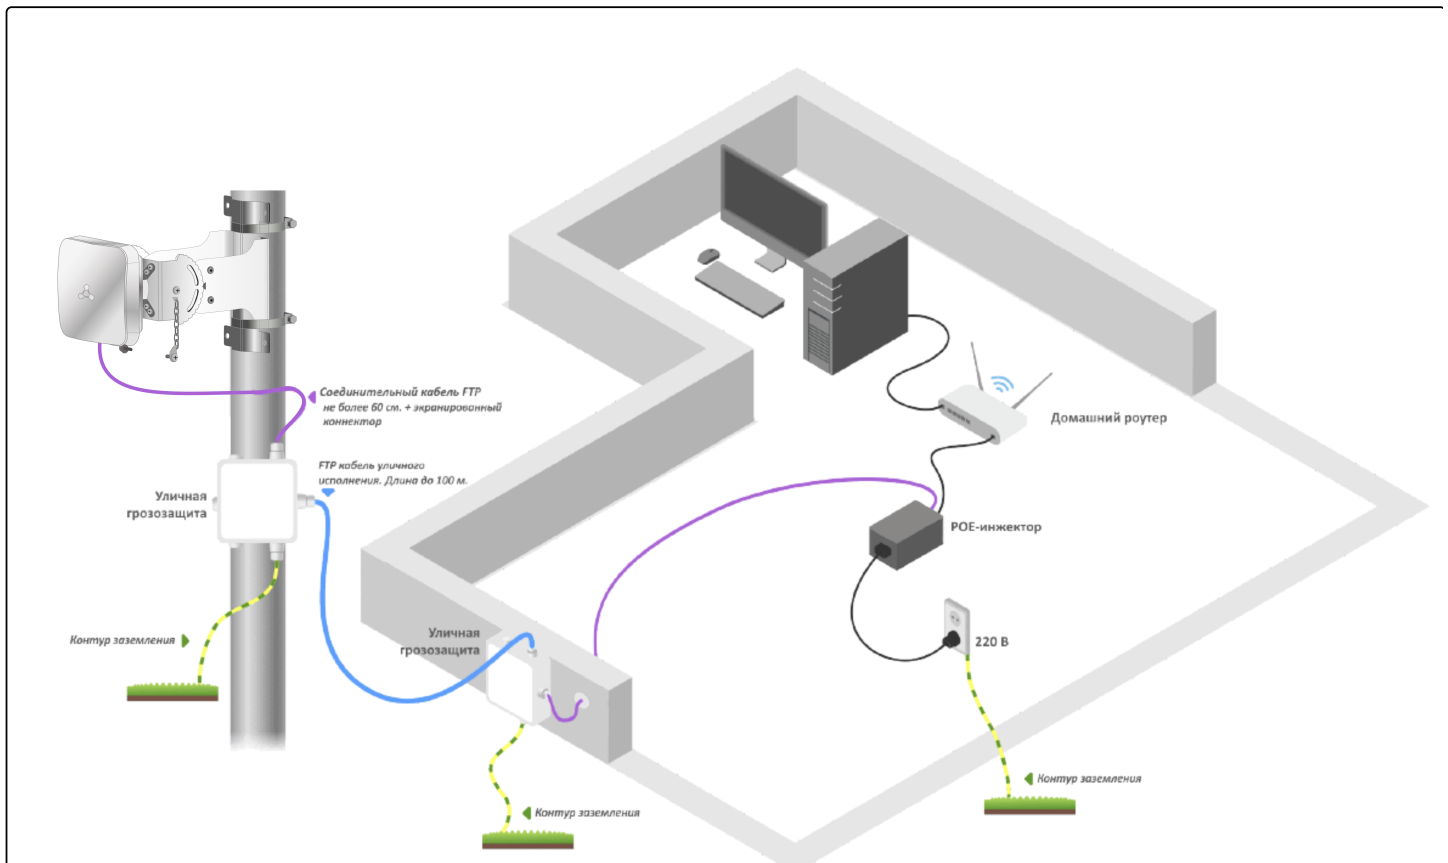 Соединительный кабель FTP
не более 60 см. + экранированный
коннектор
Домашний роутер
FTP кабель уличного
исполнения. Длина до 100 м.
Уличная
грозозащита
POE-инжектор
Контур заземления
Уличная
грозозащита
220 В
Контур заземления
Контур заземления